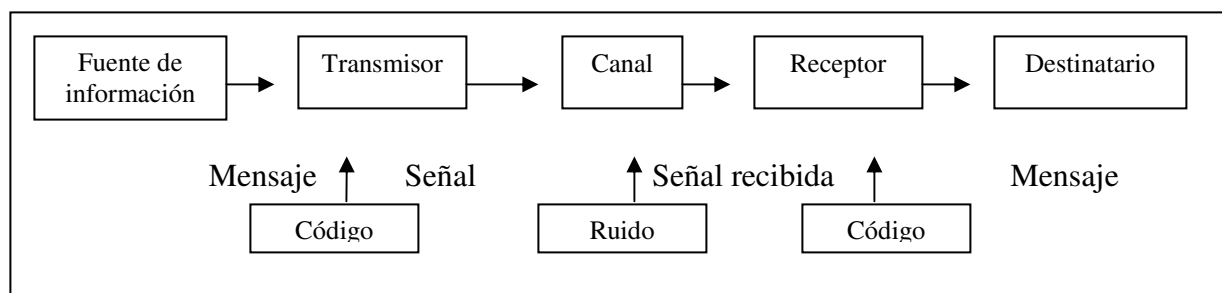 Fuente de
información
Transmisor
Canal
Receptor
Destinatario
Mensaje
Señal
Señal recibida
Mensaje
Código
Ruido
Código